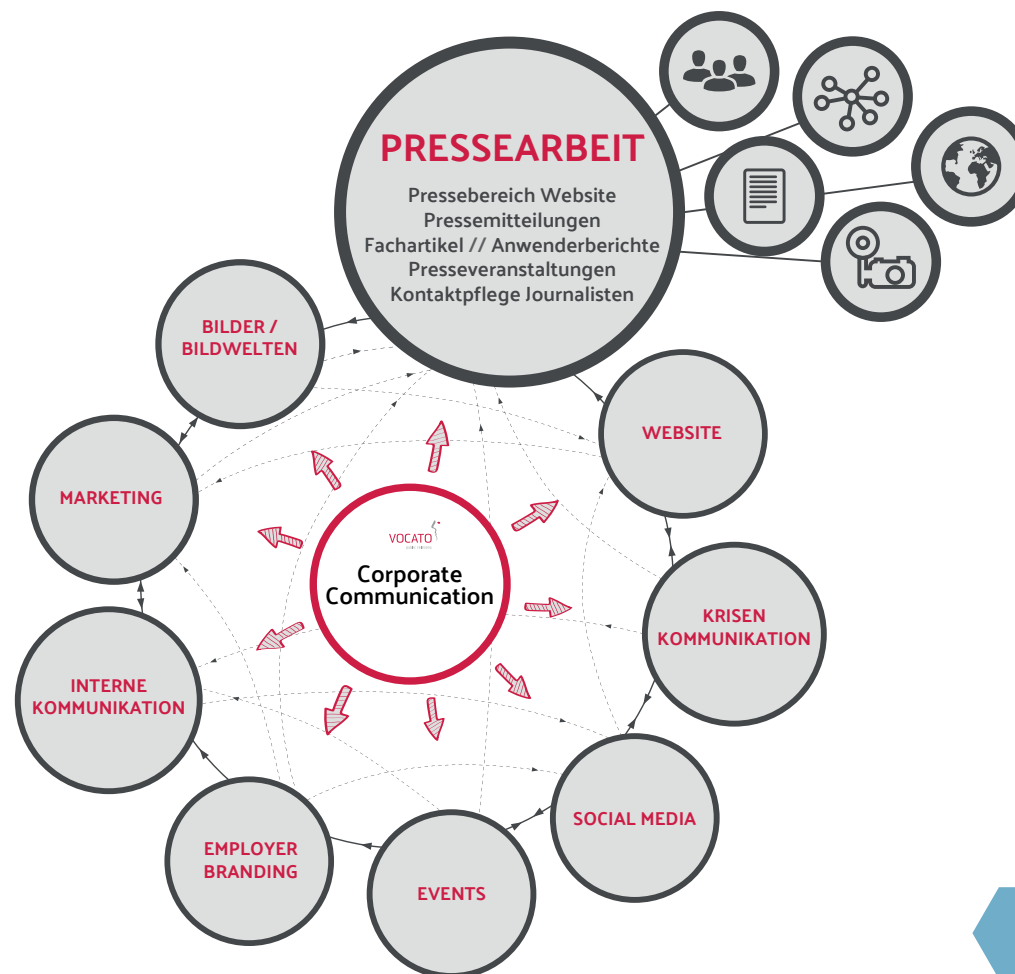 PRESSEARBEIT
Pressebereich Website
Pressemitteilungen
Fachartikel // Anwenderberichte
Presseveranstaltungen
Kontaktpflege Journalisten
BILDER /
BILDWELTEN
WEBSITE
MARKETING
VOCATO
Corporate
Communication
KRISEN
KOMMUNIKATION
INTERNE
KOMMUNIKATION
SOCIAL MEDIA
EMPLOYER
BRANDING
EVENTS